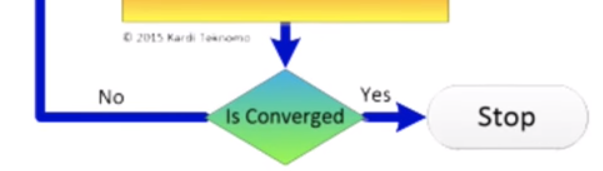 © 2015 Kardi Teknomo
No
Is Converged
Yes
Stop